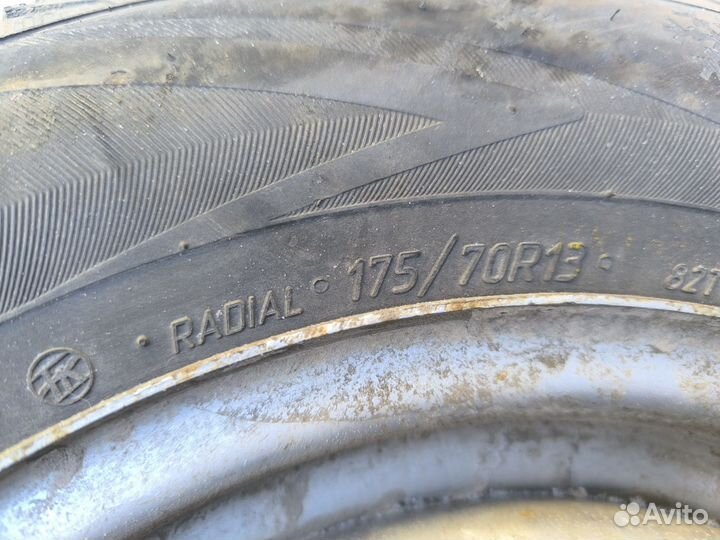 • RADIAL • 175/70R13 • 82T
Avito